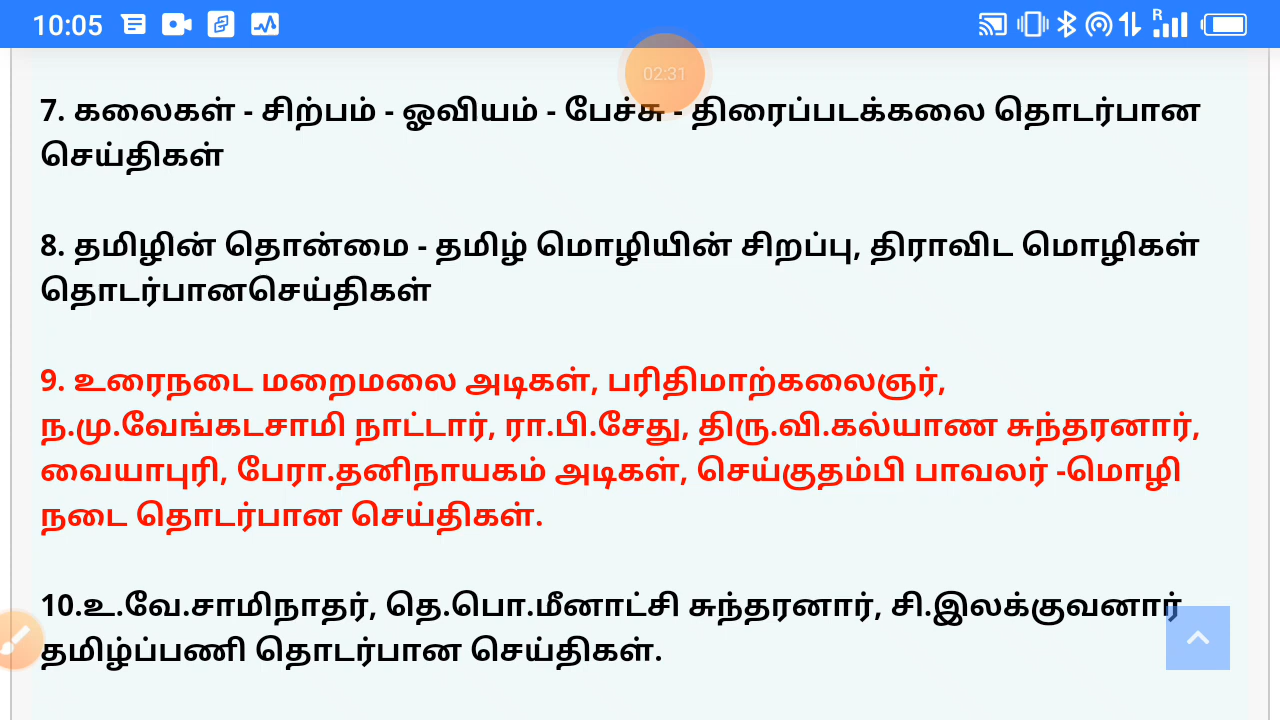 10:05
02:31
R
7. கலைகள் - சிற்பம் - ஓவியம் - பேச்சு - திரைப்படக்கலை தொடர்பான
செய்திகள்
8. தமிழின் தொன்மை - தமிழ் மொழியின் சிறப்பு, திராவிட மொழிகள்
தொடர்பானசெய்திகள்
9. உரைநடை மறைமலை அடிகள், பரிதிமாற்கலைஞர்,
ந.மு.வேங்கடசாமி நாட்டார், ரா.பி.சேது, திரு.வி.கல்யாண சுந்தரனார்,
வையாபுரி, பேரா.தனிநாயகம் அடிகள், செய்குதம்பி பாவலர் -மொழி
நடை தொடர்பான செய்திகள்.
10.உ.வே.சாமிநாதர், தெ.பொ.மீனாட்சி சுந்தரனார், சி.இலக்குவனார்
தமிழ்ப்பணி தொடர்பான செய்திகள்.